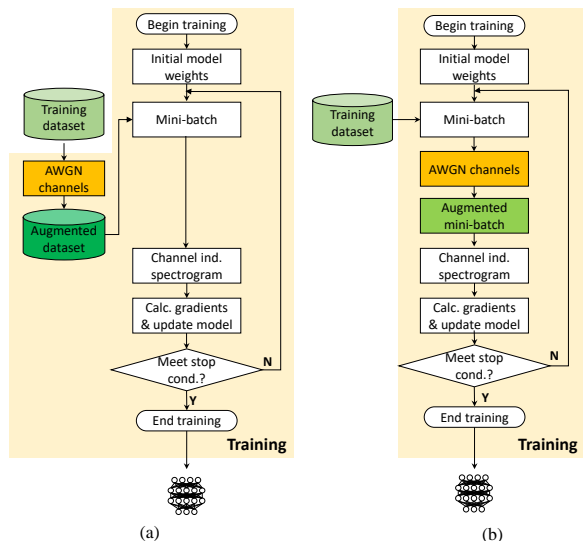 Begin training
Initial model
weights
Training
dataset
Mini-batch
AWGN
channels
Augmented
dataset
Channel ind.
spectrogram
Calc. gradients
& update model
Meet stop
cond.?
N
Y
End training
Training
(a)
Begin training
Initial model
weights
Training
dataset
Mini-batch
AWGN channels
Augmented
mini-batch
Channel ind.
spectrogram
Calc. gradients
& update model
Meet stop
cond.?
N
Y
End training
Training
(b)